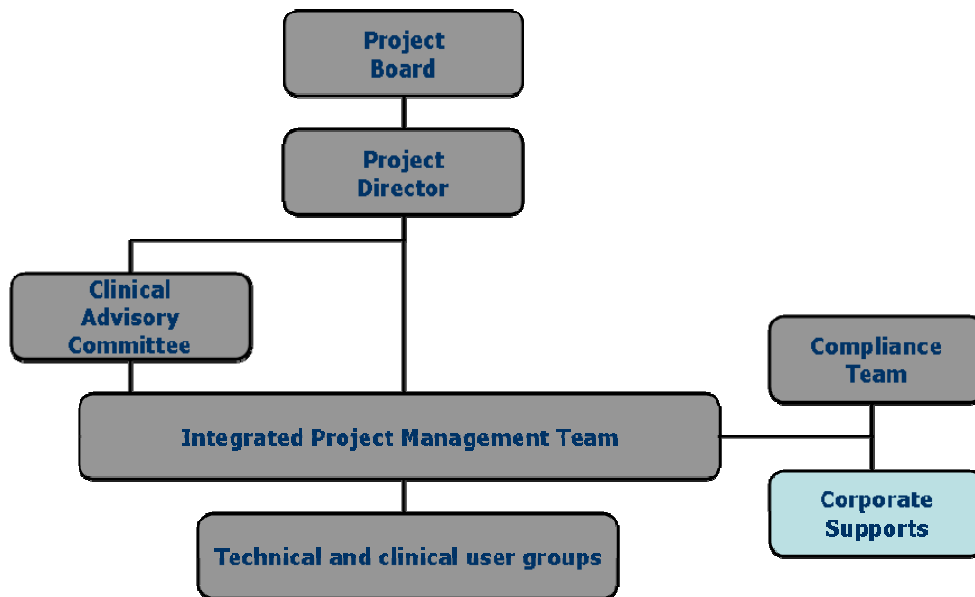 Project
Board
Project
Director
Clinical
Advisory
Committee
Compliance
Team
Integrated Project Management Team
Corporate
Supports
Technical and clinical user groups